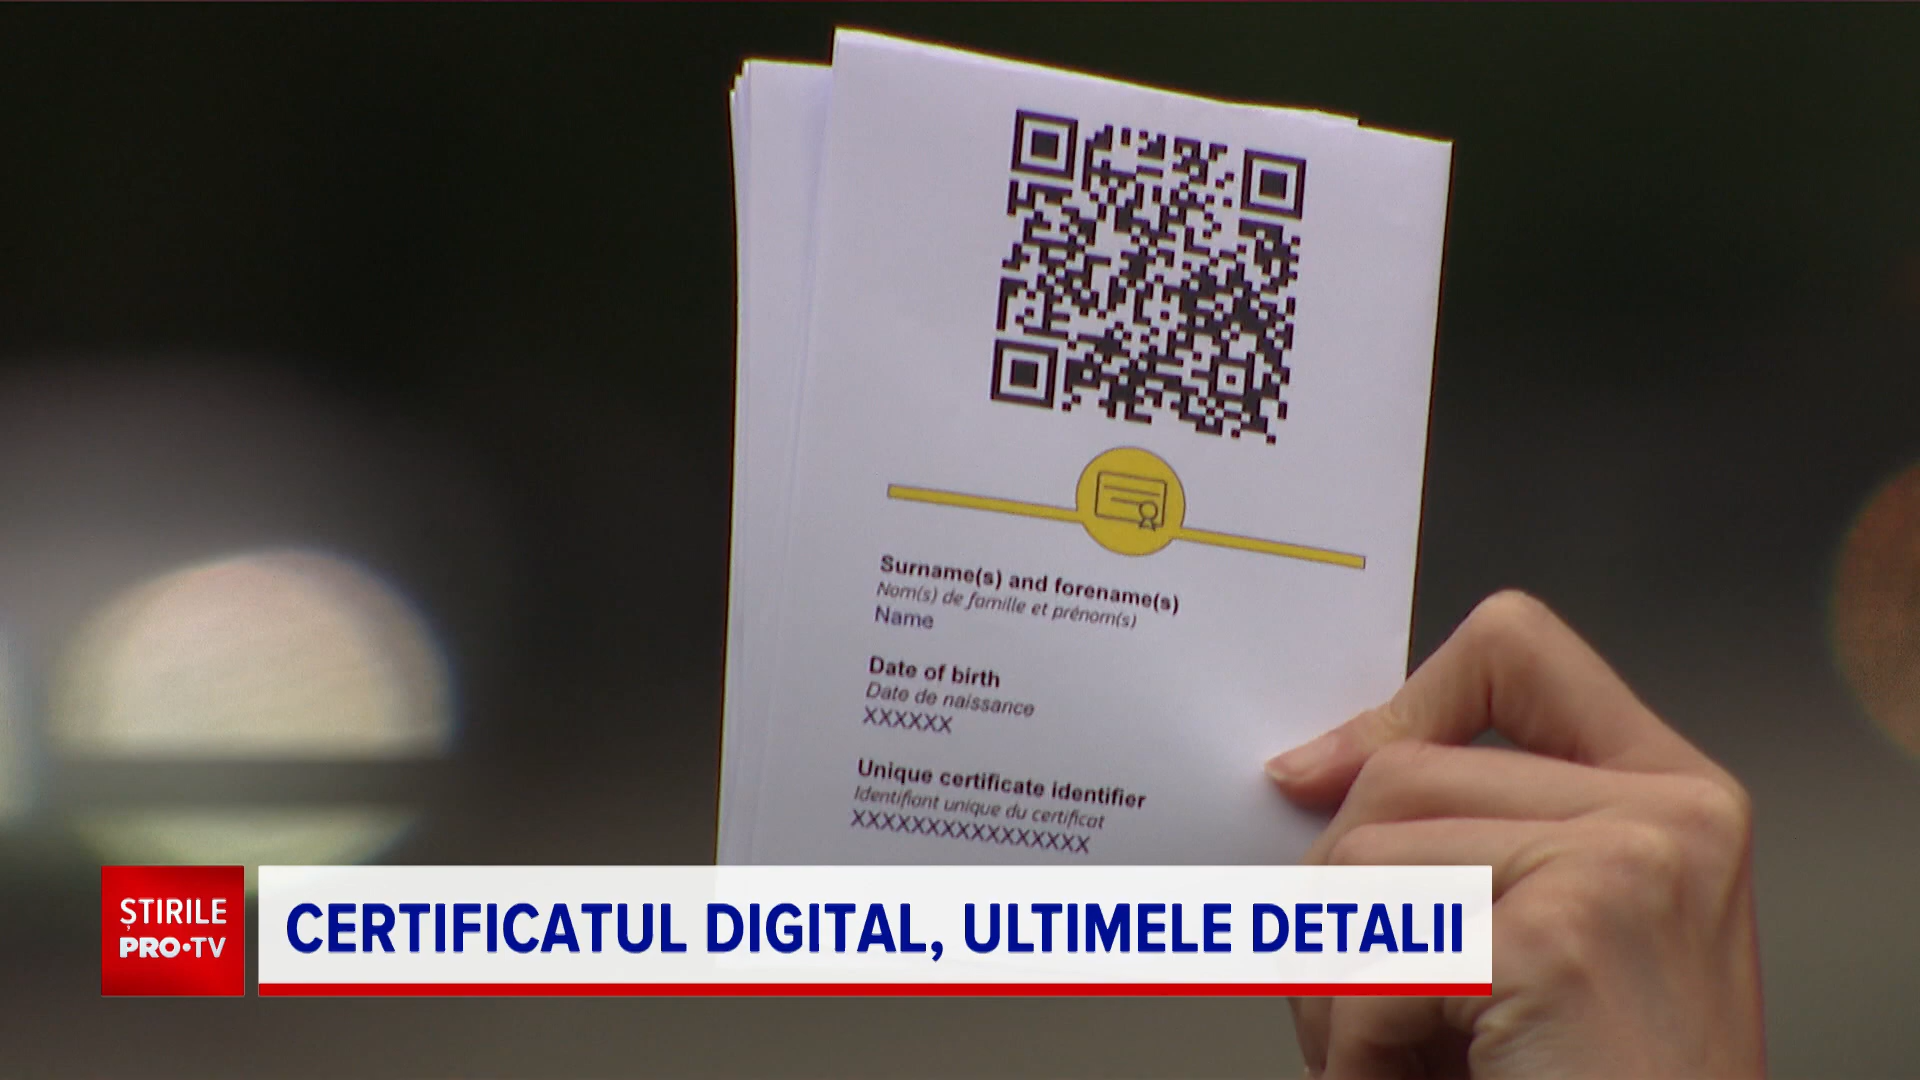 Surname(s) and forename(s)
Nom(s) de famille et prénom(s)
Name
Date of birth
Date de naissance
XXXXXX
Unique certificate identifier
Identifiant unique du certificat
XXXXXXXXXXXXXXXX
ȘTIRILE
PRO•TV
CERTIFICATUL DIGITAL, ULTIMELE DETALII